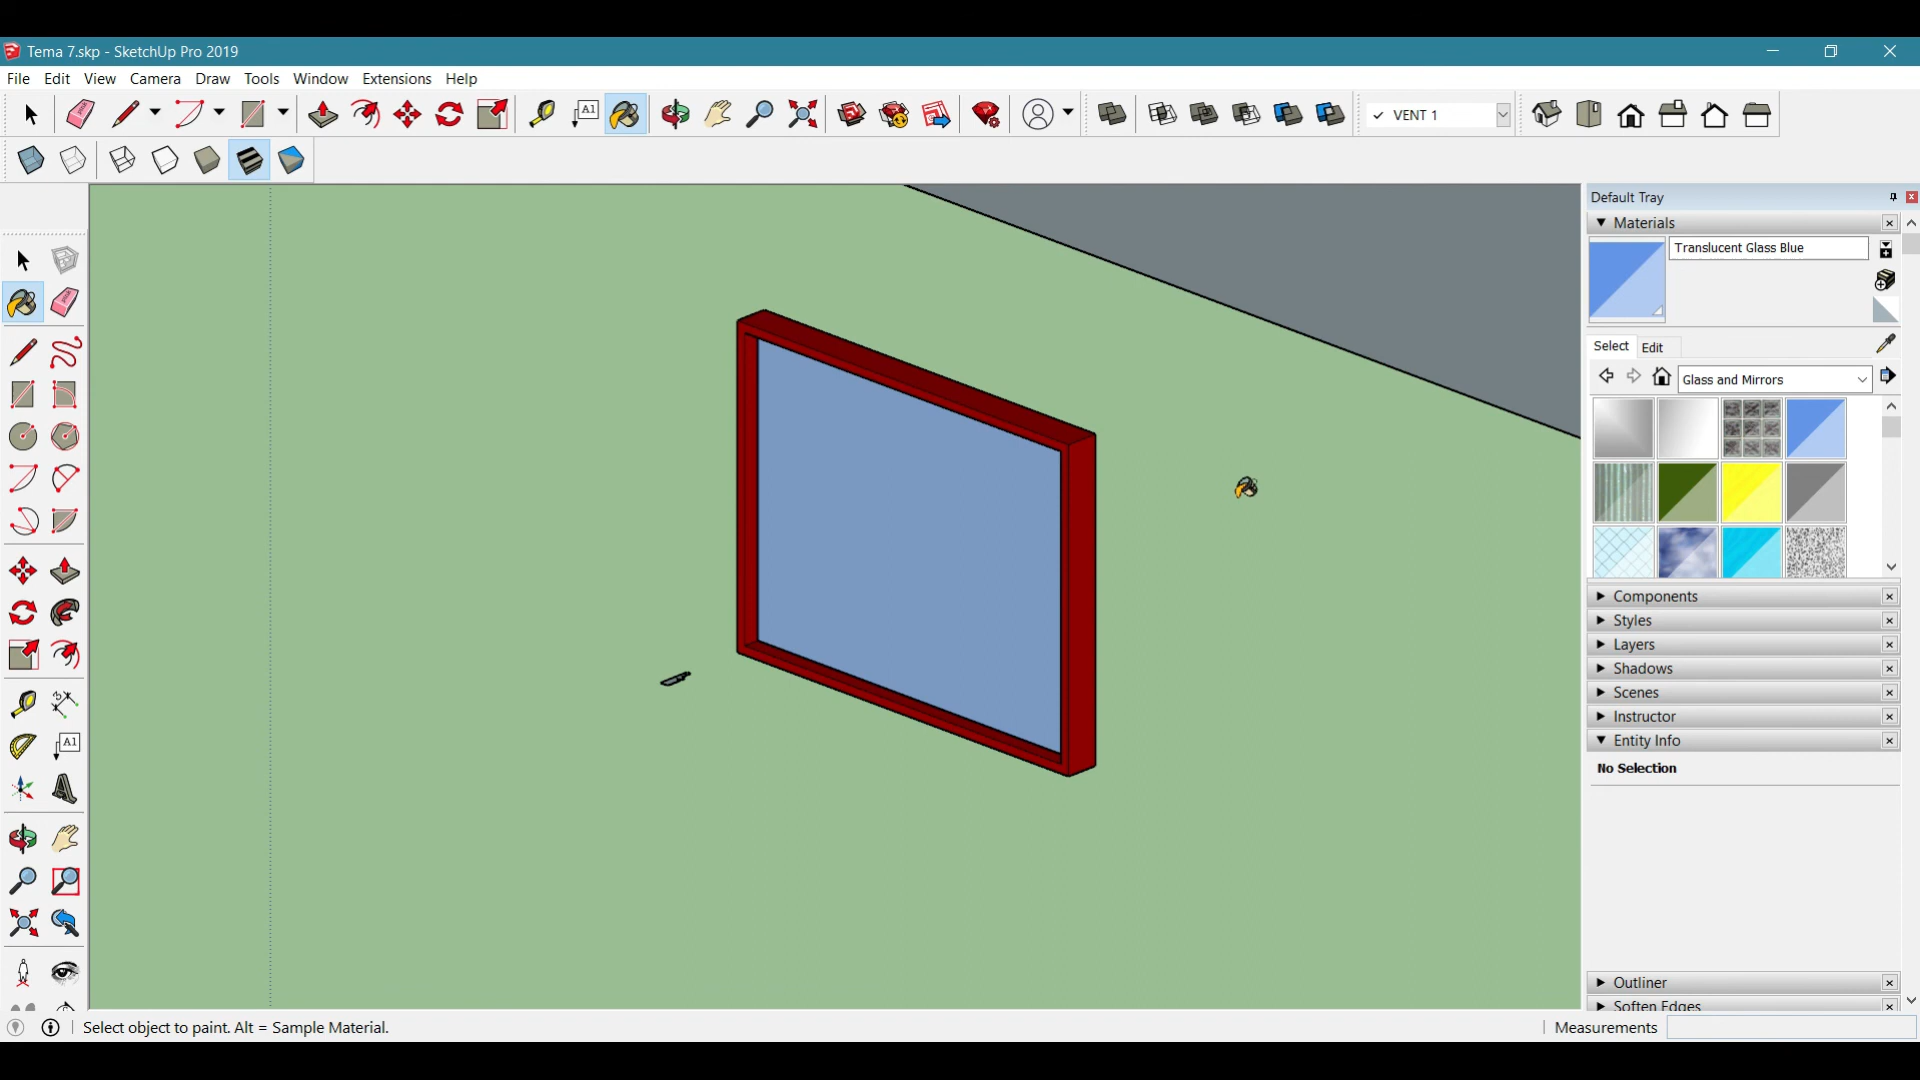 Tema 7.skp - SketchUp Pro 2019
File Edit View Camera Draw Tools Window Extensions Help
A1
VENT 1
Default Tray
Materials
Translucent Glass Blue
Select Edit
Glass and Mirrors
Components
Styles
Layers
Shadows
Scenes
Instructor
Entity Info
No Selection
A1
Outliner
Soften Edges
Select object to paint. Alt = Sample Material.
Measurements